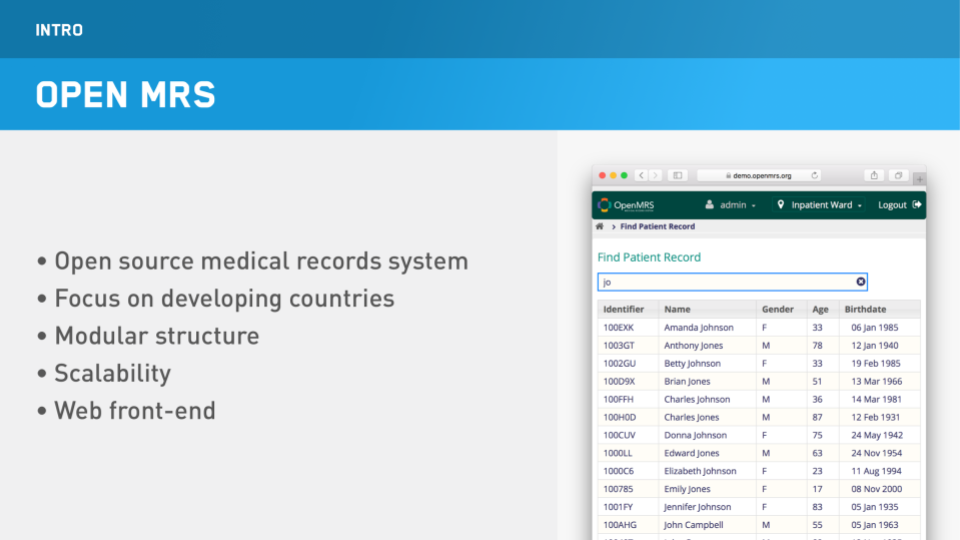 INTRO
OPEN MRS
• Open source medical records system
• Focus on developing countries
• Modular structure
• Scalability
• Web front-end
demo.openmrs.org
OpenMRS admin Inpatient Ward Logout
Find Patient Record
Find Patient Record
jo
Identifier Name Gender Age Birthdate
100EXK Amanda Johnson F 33 06 Jan 1985
1003GT Anthony Jones M 78 12 Jan 1940
1002GU Betty Johnson F 33 19 Feb 1985
100D9X Brian Jones M 51 13 Mar 1966
100FFH Charles Johnson M 36 14 Mar 1981
100H0D Charles Jones M 87 12 Feb 1931
100CUV Donna Johnson F 75 24 May 1942
1000LL Edward Jones M 63 24 Nov 1954
1000C6 Elizabeth Johnson F 23 11 Aug 1994
100785 Emily Jones F 17 08 Nov 2000
1001FY Jennifer Johnson F 83 05 Jan 1935
100AHG John Campbell M 55 05 Jan 1963